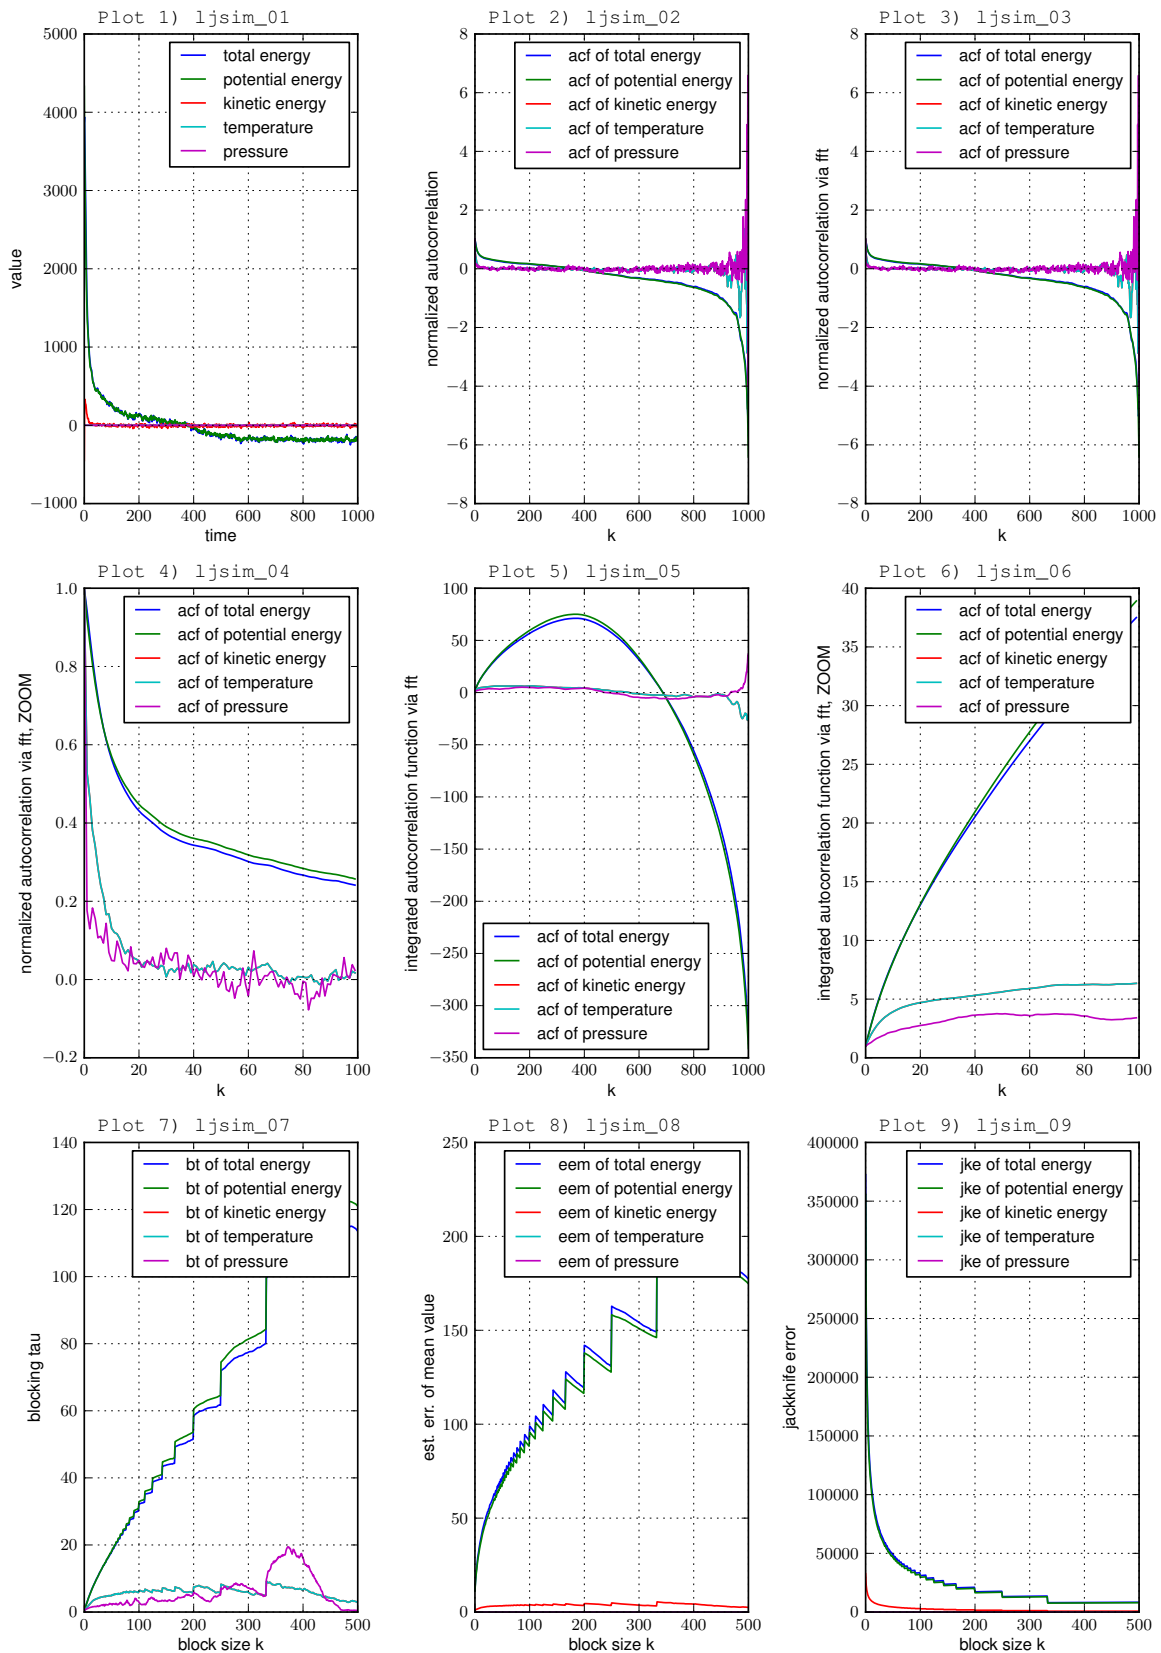 Plot 1) ljsim_01
5000
4000
3000
2000
1000
0
−1000
value
total energy
potential energy
kinetic energy
temperature
pressure
0 200 400 600 800 1000
time
Plot 2) ljsim_02
8
6
4
2
0
−2
−4
−6
−8
normalized autocorrelation
acf of total energy
acf of potential energy
acf of kinetic energy
acf of temperature
acf of pressure
0 200 400 600 800 1000
k
Plot 3) ljsim_03
8
6
4
2
0
−2
−4
−6
−8
normalized autocorrelation via fft
acf of total energy
acf of potential energy
acf of kinetic energy
acf of temperature
acf of pressure
0 200 400 600 800 1000
k
Plot 4) ljsim_04
1.0
0.8
0.6
0.4
0.2
0.0
−0.2
normalized autocorrelation via fft, ZOOM
acf of total energy
acf of potential energy
acf of kinetic energy
acf of temperature
acf of pressure
0 20 40 60 80 100
k
Plot 5) ljsim_05
100
50
0
−50
−100
−150
−200
−250
−300
−350
integrated autocorrelation function via fft
acf of total energy
acf of potential energy
acf of kinetic energy
acf of temperature
acf of pressure
0 200 400 600 800 1000
k
Plot 6) ljsim_06
40
35
30
25
20
15
10
5
0
integrated autocorrelation function via fft, ZOOM
acf of total energy
acf of potential energy
acf of kinetic energy
acf of temperature
acf of pressure
0 20 40 60 80 100
k
Plot 7) ljsim_07
140
120
100
80
60
40
20
0
blocking tau
bt of total energy
bt of potential energy
bt of kinetic energy
bt of temperature
bt of pressure
0 100 200 300 400 500
block size k
Plot 8) ljsim_08
250
200
150
100
50
0
est. err. of mean value
eem of total energy
eem of potential energy
eem of kinetic energy
eem of temperature
eem of pressure
0 100 200 300 400 500
block size k
Plot 9) ljsim_09
400000
350000
300000
250000
200000
150000
100000
50000
0
jackknife error
jke of total energy
jke of potential energy
jke of kinetic energy
jke of temperature
jke of pressure
0 100 200 300 400 500
block size k